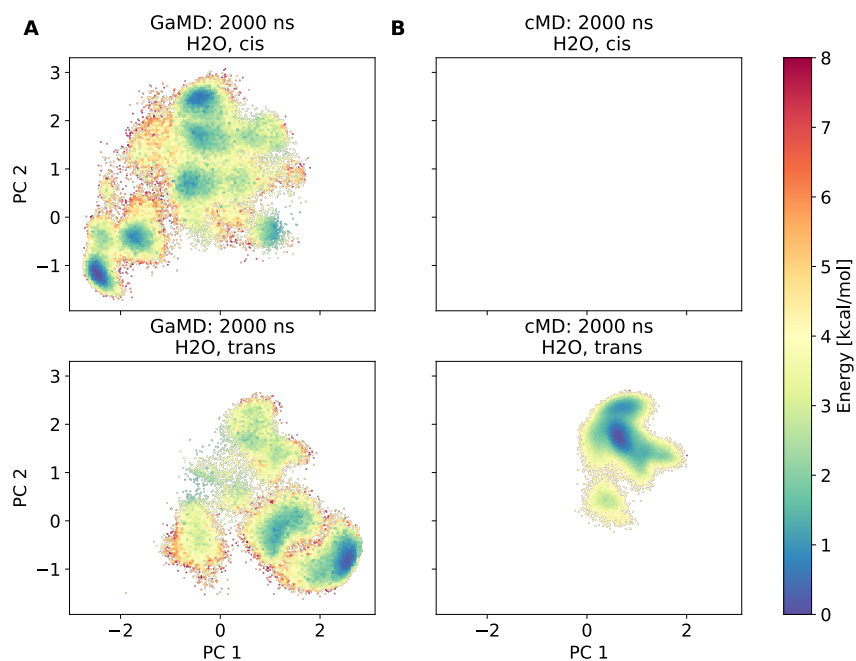 A
GaMD: 2000 ns
H2O, cis
B
cMD: 2000 ns
H2O, cis
PC 2
3
2
1
0
−1
GaMD: 2000 ns
H2O, trans
cMD: 2000 ns
H2O, trans
PC 2
3
2
1
0
−1
−2
0
2
PC 1
−2
0
2
PC 1
8
7
6
5
4
3
2
1
0
Energy [kcal/mol]